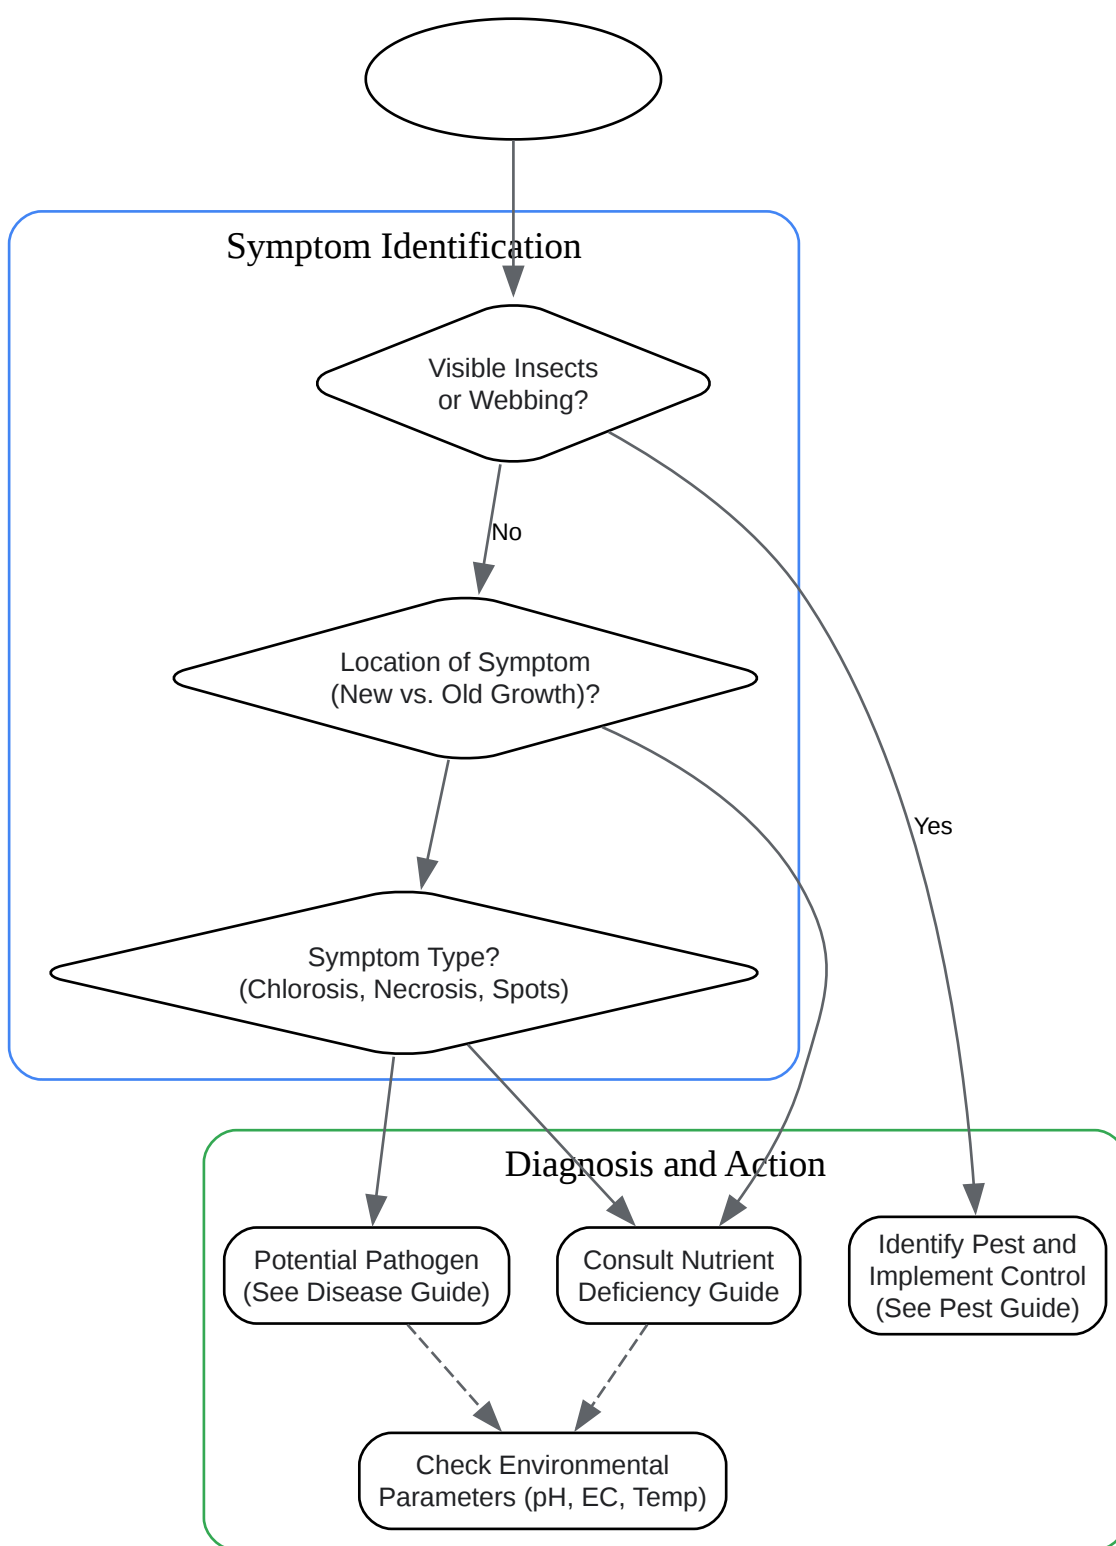 Symptom Identification
Visible Insects
or Webbing?
No
Location of Symptom
(New vs. Old Growth)?
Yes
Symptom Type?
(Chlorosis, Necrosis, Spots)
Diagnosis and Action
Potential Pathogen
(See Disease Guide)
Consult Nutrient
Deficiency Guide
Identify Pest and
Implement Control
(See Pest Guide)
Check Environmental
Parameters (pH, EC, Temp)